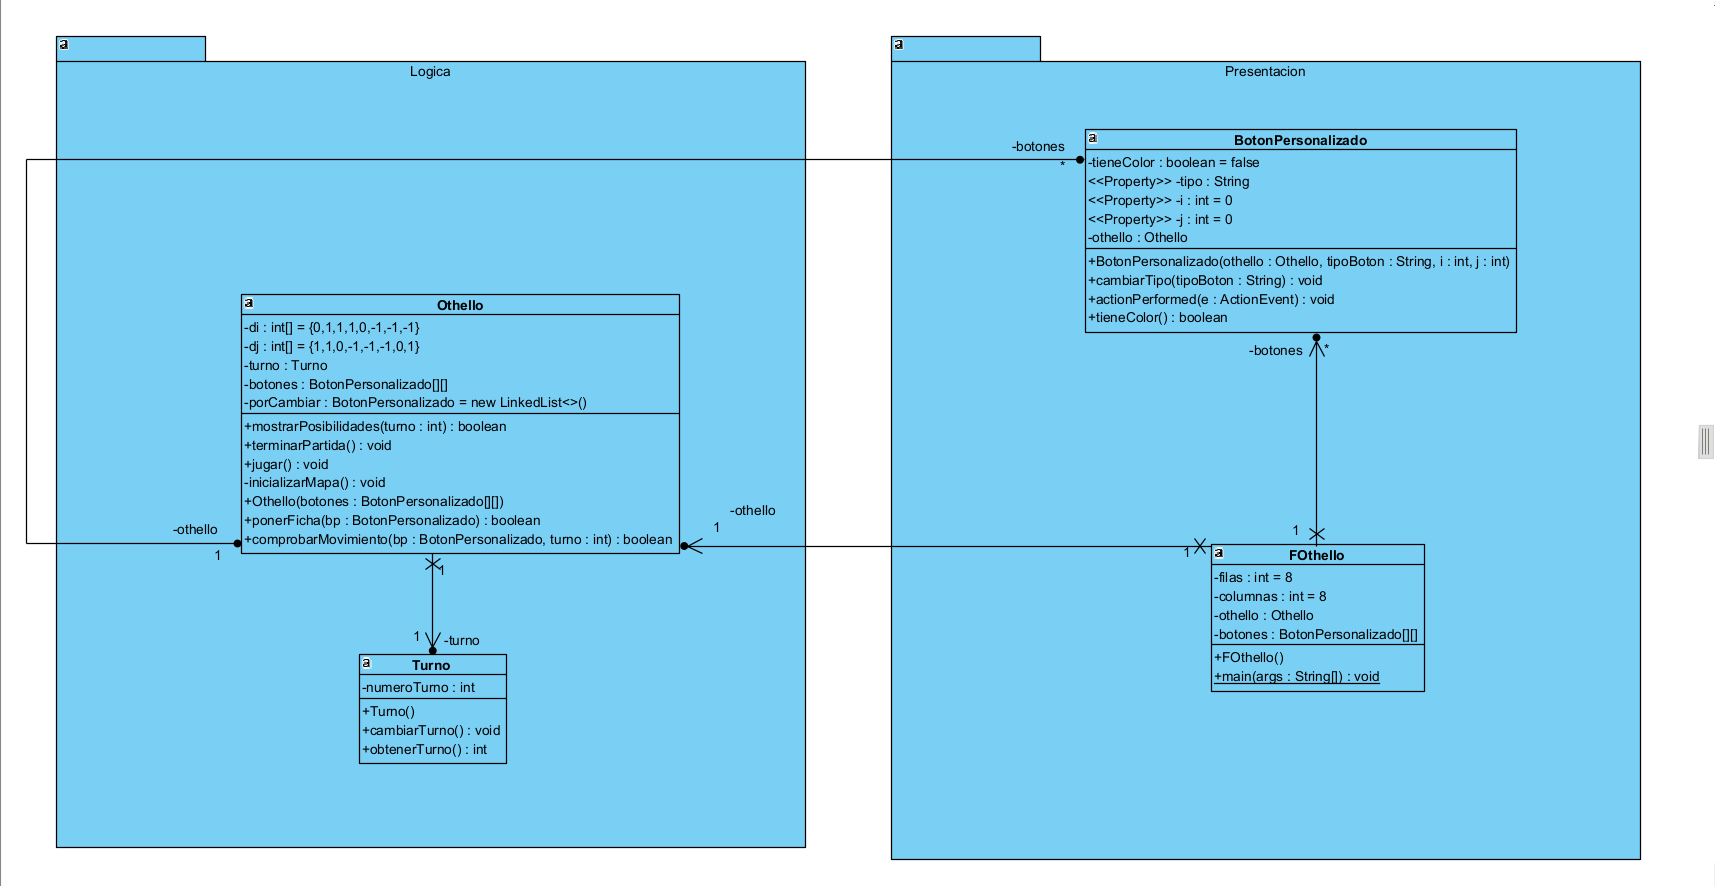 a
Logica
-othello
1
a
Othello
-di : int[] = {0,1,1,1,0,-1,-1,-1}
-dj : int[] = {1,1,0,-1,-1,-1,0,1}
-turno : Turno
-botones : BotonPersonalizado[][]
-porCambiar : BotonPersonalizado = new LinkedList<>()
+mostrarPosibilidades(turno : int) : boolean
+terminarPartida() : void
+jugar() : void
-inicializarMapa() : void
+Othello(botones : BotonPersonalizado[][])
+ponerFicha(bp : BotonPersonalizado) : boolean
+comprobarMovimiento(bp : BotonPersonalizado, turno : int) : boolean
-othello
1
1
1
-turno
a
Turno
-numeroTurno : int
+Turno()
+cambiarTurno() : void
+obtenerTurno() : int
a
Presentacion
-botones
*
a
BotonPersonalizado
-tieneColor : boolean = false
<<Property>> -tipo : String
<<Property>> -i : int = 0
<<Property>> -j : int = 0
-othello : Othello
+BotonPersonalizado(othello : Othello, tipoBoton : String, i : int, j : int)
+cambiarTipo(tipoBoton : String) : void
+actionPerformed(e : ActionEvent) : void
+tieneColor() : boolean
-botones
*
1
1
a
FOthello
-filas : int = 8
-columnas : int = 8
-othello : Othello
-botones : BotonPersonalizado[][]
+FOthello()
+main(args : String[]) : void